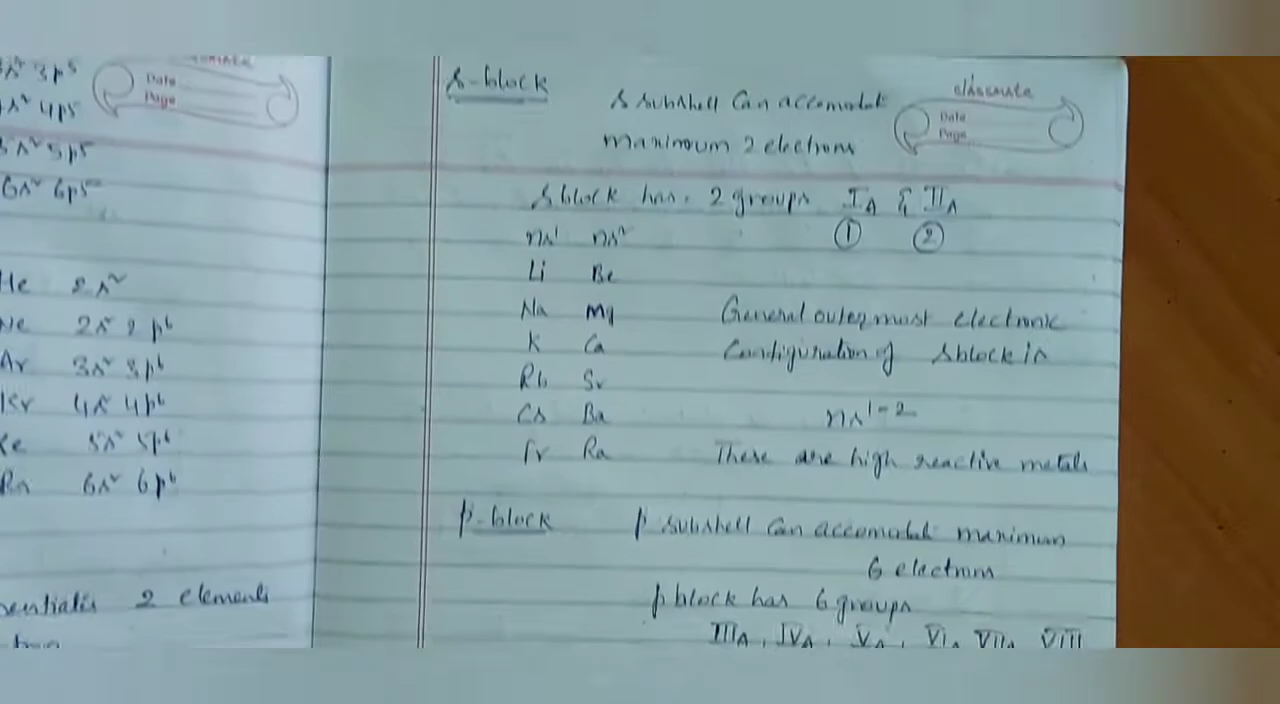 3s² 3p5
4s² 4p5
5s² 5p5
6s² 6p5
Date
Page
He 2s²
Ne 2s² 2p6
Ar 3s² 3p6
Kr 4s² 4p6
Xe 5s² 5p6
Rn 6s² 6p6
2 elements
s-block
s subshell Can accomodat
maximum 2 electrons
classmate
Date
Page
s block has 2 groups IA & IIA
ns1 ns² 1 2
Li Be
Na Mg General outermost electronic
K Ca Configuration of s block is
Rb Sr
Cs Ba ns1-2
Fr Ra These are high reactive metals
p-block p subshell Can accomodat maximum
6 electrons
p block has 6 groups
IIIA, IVA, VA, VIA VIIA VIII